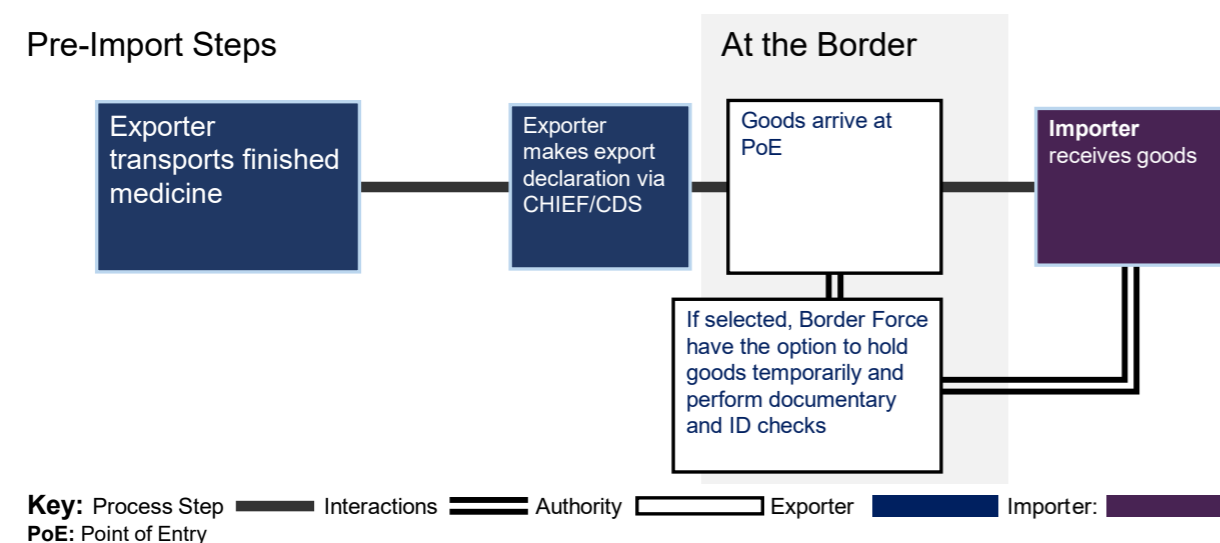 Pre-Import Steps
At the Border
Exporter
transports finished
medicine
Exporter
makes export
declaration via
CHIEF/CDS
Goods arrive at
PoE
Importer
receives goods
If selected, Border Force
have the option to hold
goods temporarily and
perform documentary
and ID checks
Key: Process Step Interactions Authority Exporter Importer:
PoE: Point of Entry